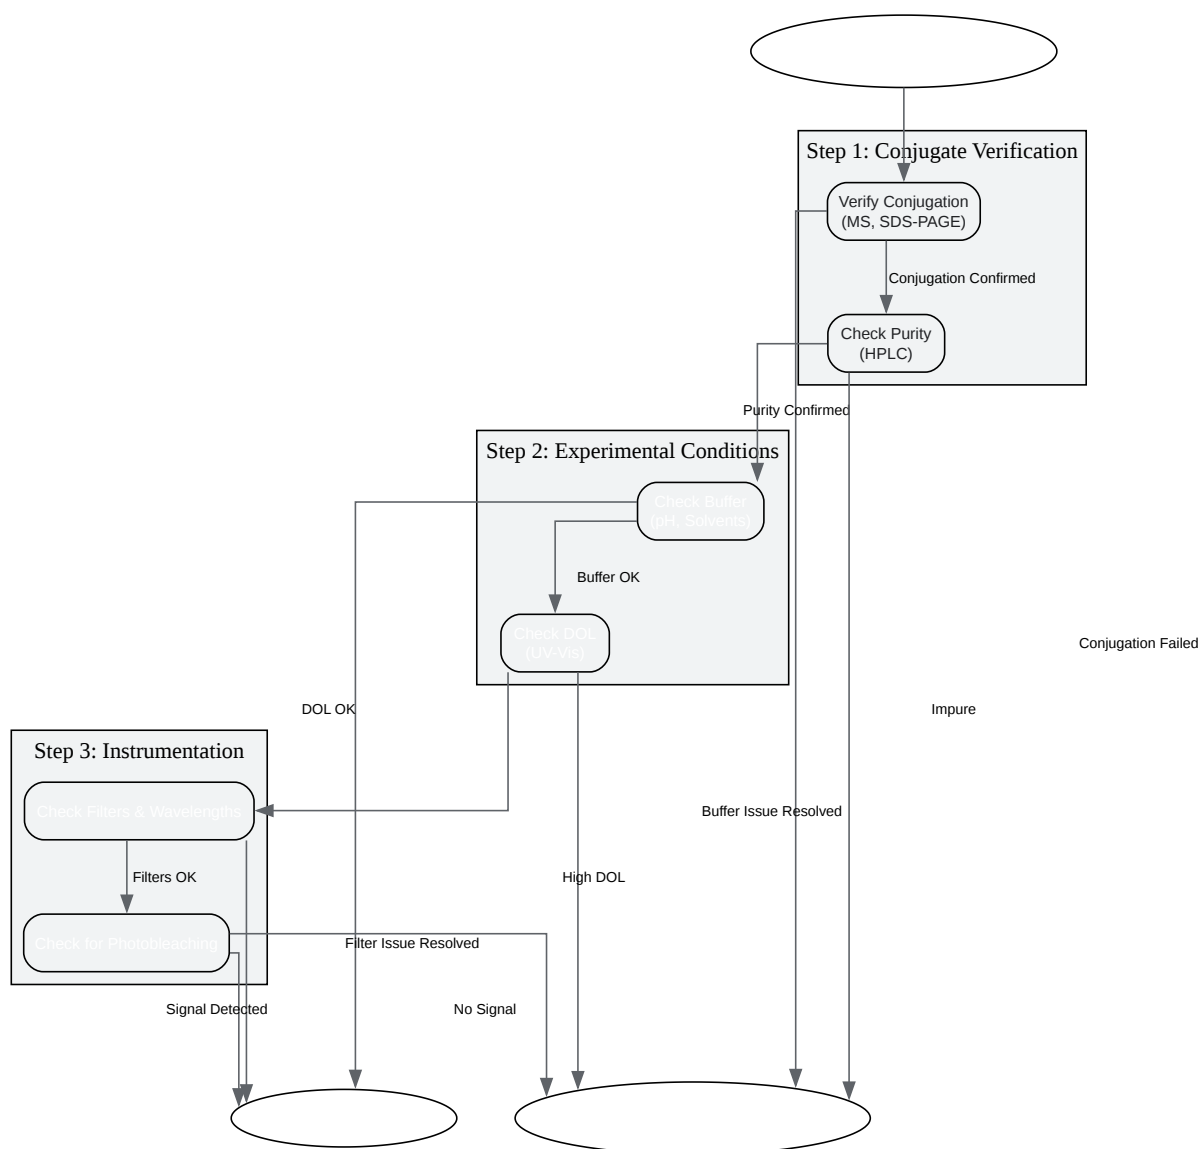 Step 1: Conjugate Verification
Verify Conjugation
(MS, SDS-PAGE)
Conjugation Confirmed
Check Purity
(HPLC)
Purity Confirmed
Step 2: Experimental Conditions
Check Buffer
(pH, Solvents)
Buffer OK
Check DOL
(UV-Vis)
Conjugation Failed
DOL OK
Impure
Step 3: Instrumentation
Check Filters & Wavelengths
Buffer Issue Resolved
Filters OK
High DOL
Check for Photobleaching
Filter Issue Resolved
Signal Detected
No Signal